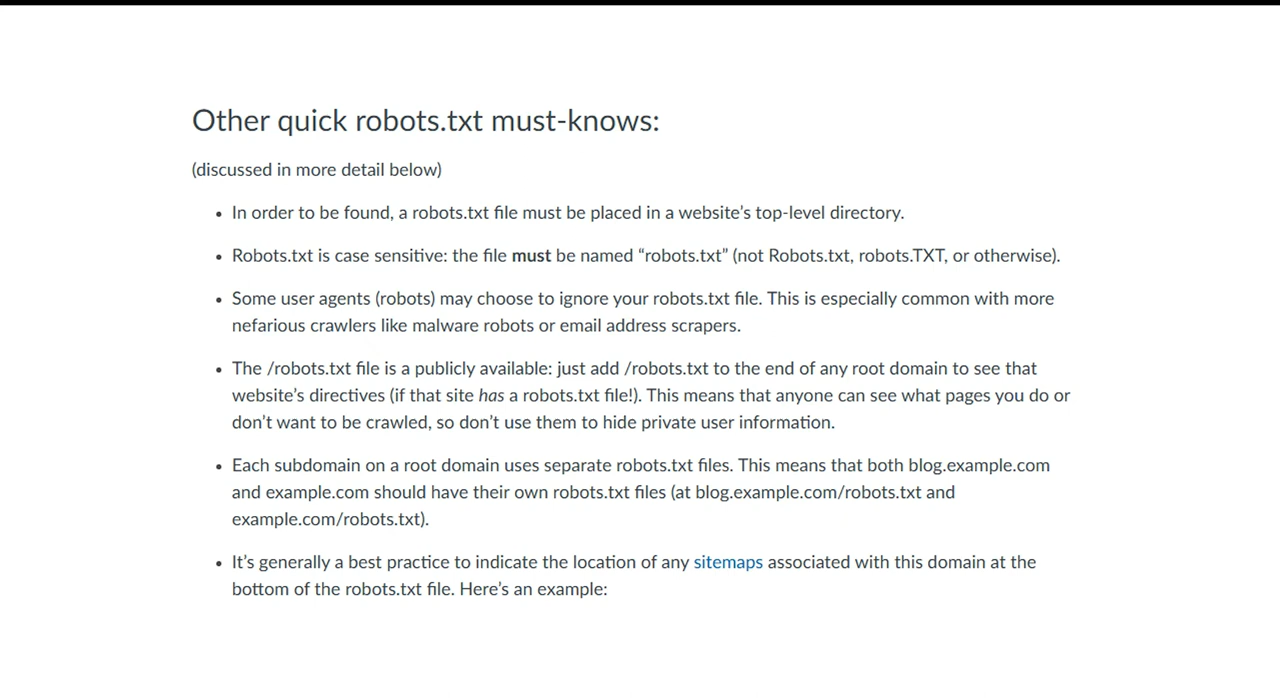 Other quick robots.txt must-knows:
(discussed in more detail below)
In order to be found, a robots.txt file must be placed in a website’s top-level directory.
Robots.txt is case sensitive: the file must be named “robots.txt” (not Robots.txt, robots.TXT, or otherwise).
Some user agents (robots) may choose to ignore your robots.txt file. This is especially common with more
nefarious crawlers like malware robots or email address scrapers.
The /robots.txt file is a publicly available: just add /robots.txt to the end of any root domain to see that
website’s directives (if that site has a robots.txt file!). This means that anyone can see what pages you do or
don’t want to be crawled, so don’t use them to hide private user information.
Each subdomain on a root domain uses separate robots.txt files. This means that both blog.example.com
and example.com should have their own robots.txt files (at blog.example.com/robots.txt and
example.com/robots.txt).
It’s generally a best practice to indicate the location of any sitemaps associated with this domain at the
bottom of the robots.txt file. Here’s an example: